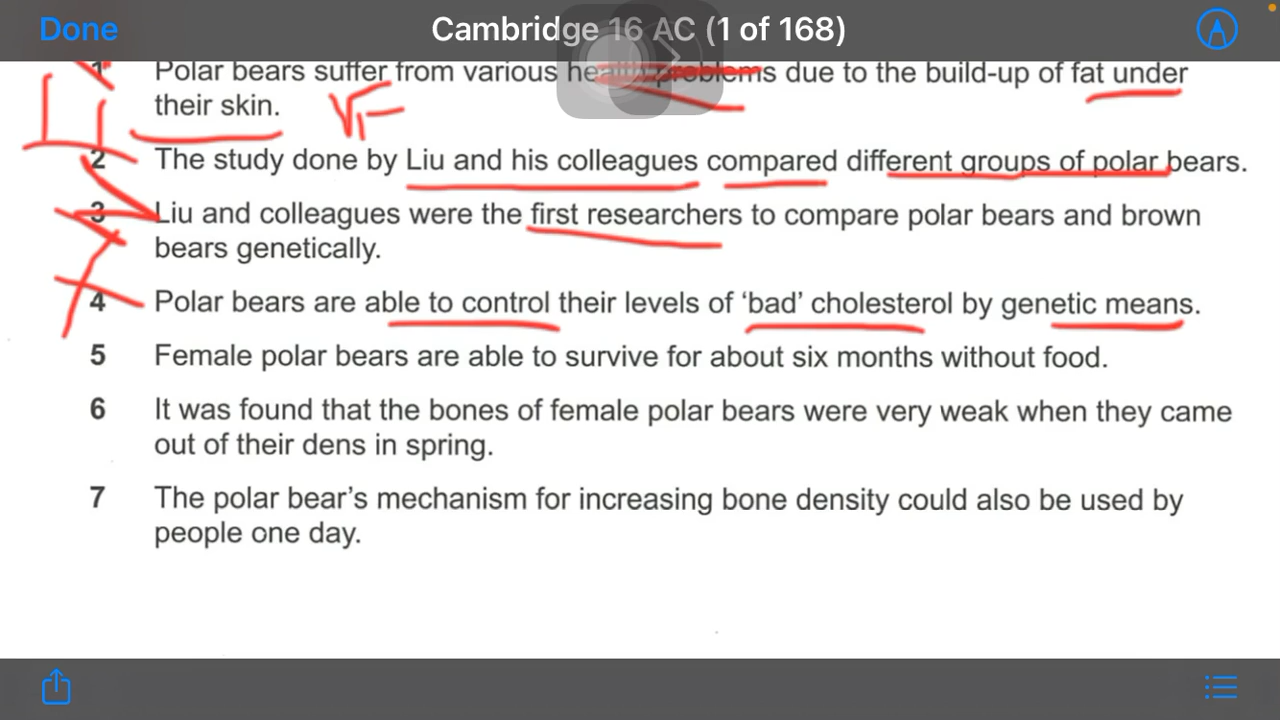 Done
Cambridge 16 AC (1 of 168)
1 Polar bears suffer from various health problems due to the build-up of fat under
their skin.
2 The study done by Liu and his colleagues compared different groups of polar bears.
3 Liu and colleagues were the first researchers to compare polar bears and brown
bears genetically.
4 Polar bears are able to control their levels of ‘bad’ cholesterol by genetic means.
5 Female polar bears are able to survive for about six months without food.
6 It was found that the bones of female polar bears were very weak when they came
out of their dens in spring.
7 The polar bear’s mechanism for increasing bone density could also be used by
people one day.